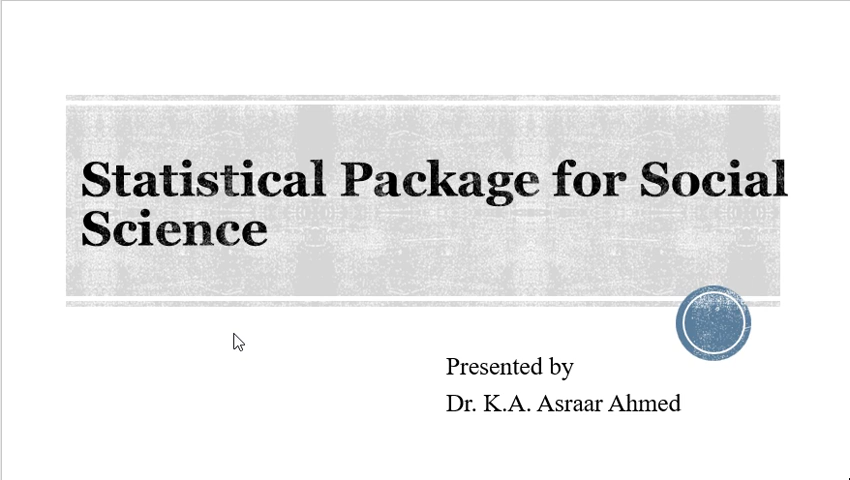 Statistical Package for Social
Science
Presented by
Dr. K.A. Asraar Ahmed